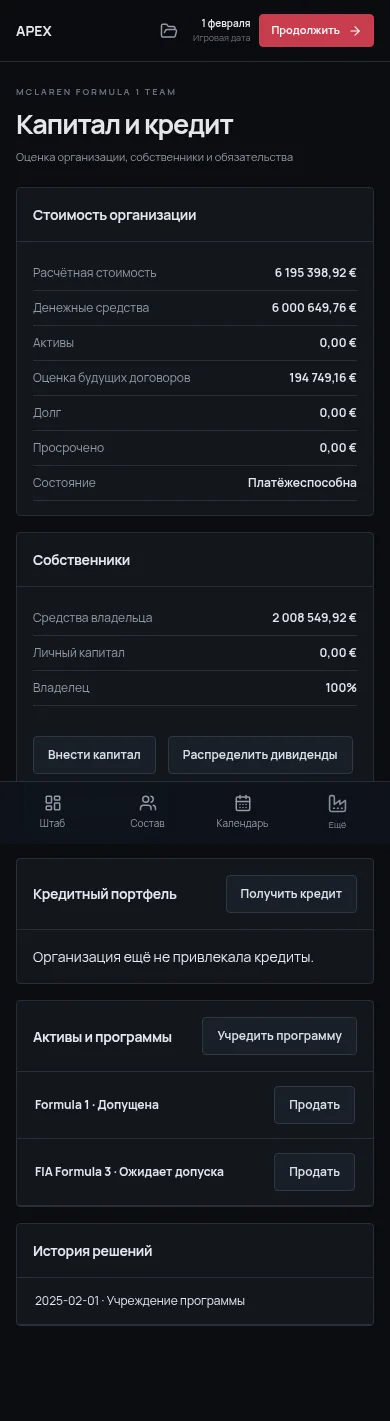 APEX
1 февраля
Игровая дата
Продолжить
MCLAREN FORMULA 1 TEAM
Капитал и кредит
Оценка организации, собственники и обязательства
Стоимость организации
Расчётная стоимость 6 195 398,92 €
Денежные средства 6 000 649,76 €
Активы 0,00 €
Оценка будущих договоров 194 749,16 €
Долг 0,00 €
Просрочено 0,00 €
Состояние Платёжеспособна
Собственники
Средства владельца 2 008 549,92 €
Личный капитал 0,00 €
Владелец 100%
Внести капитал Распределить дивиденды
Штаб Состав Календарь Ещё
Кредитный портфель Получить кредит
Организация ещё не привлекала кредиты.
Активы и программы Учредить программу
Formula 1 · Допущена Продать
FIA Formula 3 · Ожидает допуска Продать
История решений
2025-02-01 · Учреждение программы